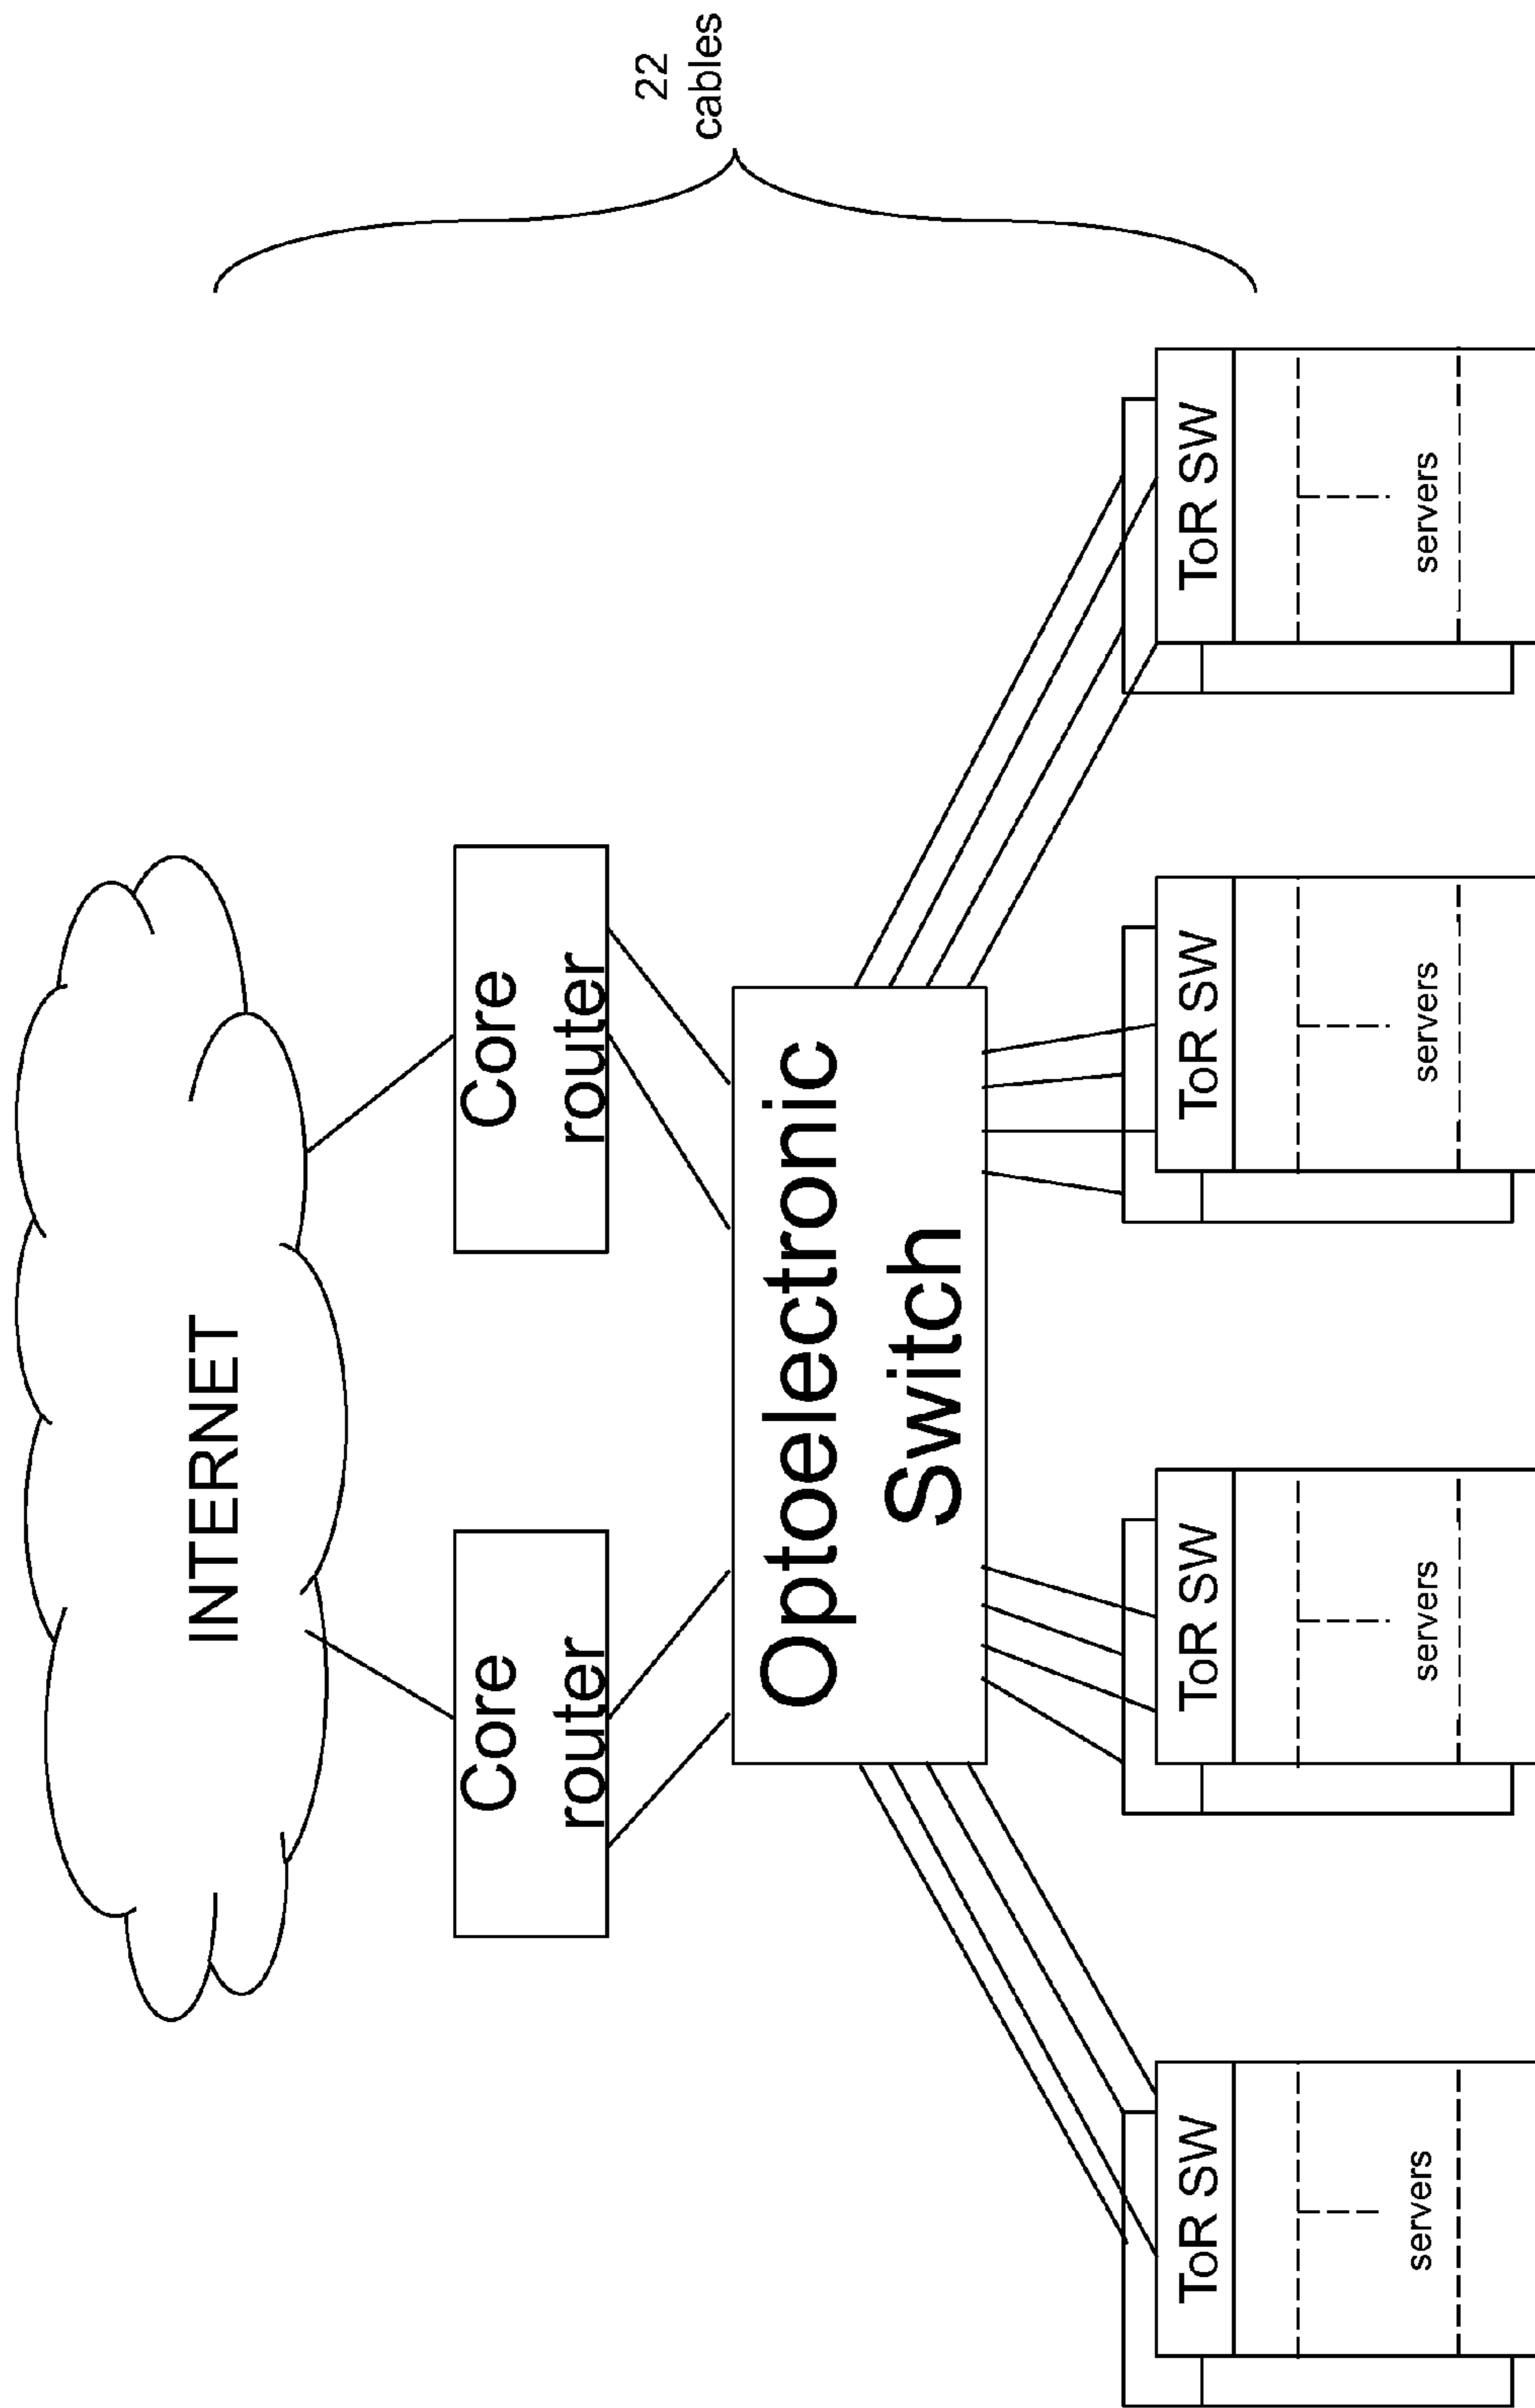 22
cables
INTERNET
Core
router
Core
router
Optoelectronic
Switch
ToR SW
ToR SW
ToR SW
ToR SW
servers
servers
servers
servers